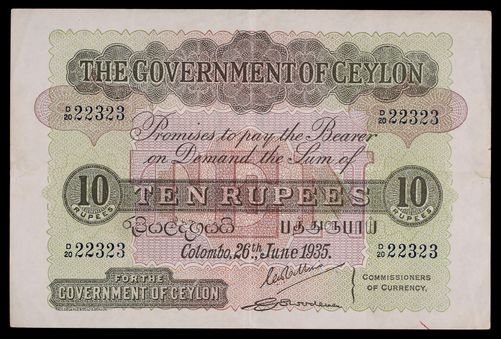 THE GOVERNMENT OF CEYLON
D/20 22323 D/20 22323
Promises to pay the Bearer
on Demand the Sum of
10 RUPEES TEN RUPEES 10 RUPEES
රුපියල් දහයයි பத்துரூபாய்
D/20 22323 D/20 22323
Colombo, 26th June 1935.
FOR THE
GOVERNMENT OF CEYLON
COMMISSIONERS
OF CURRENCY.